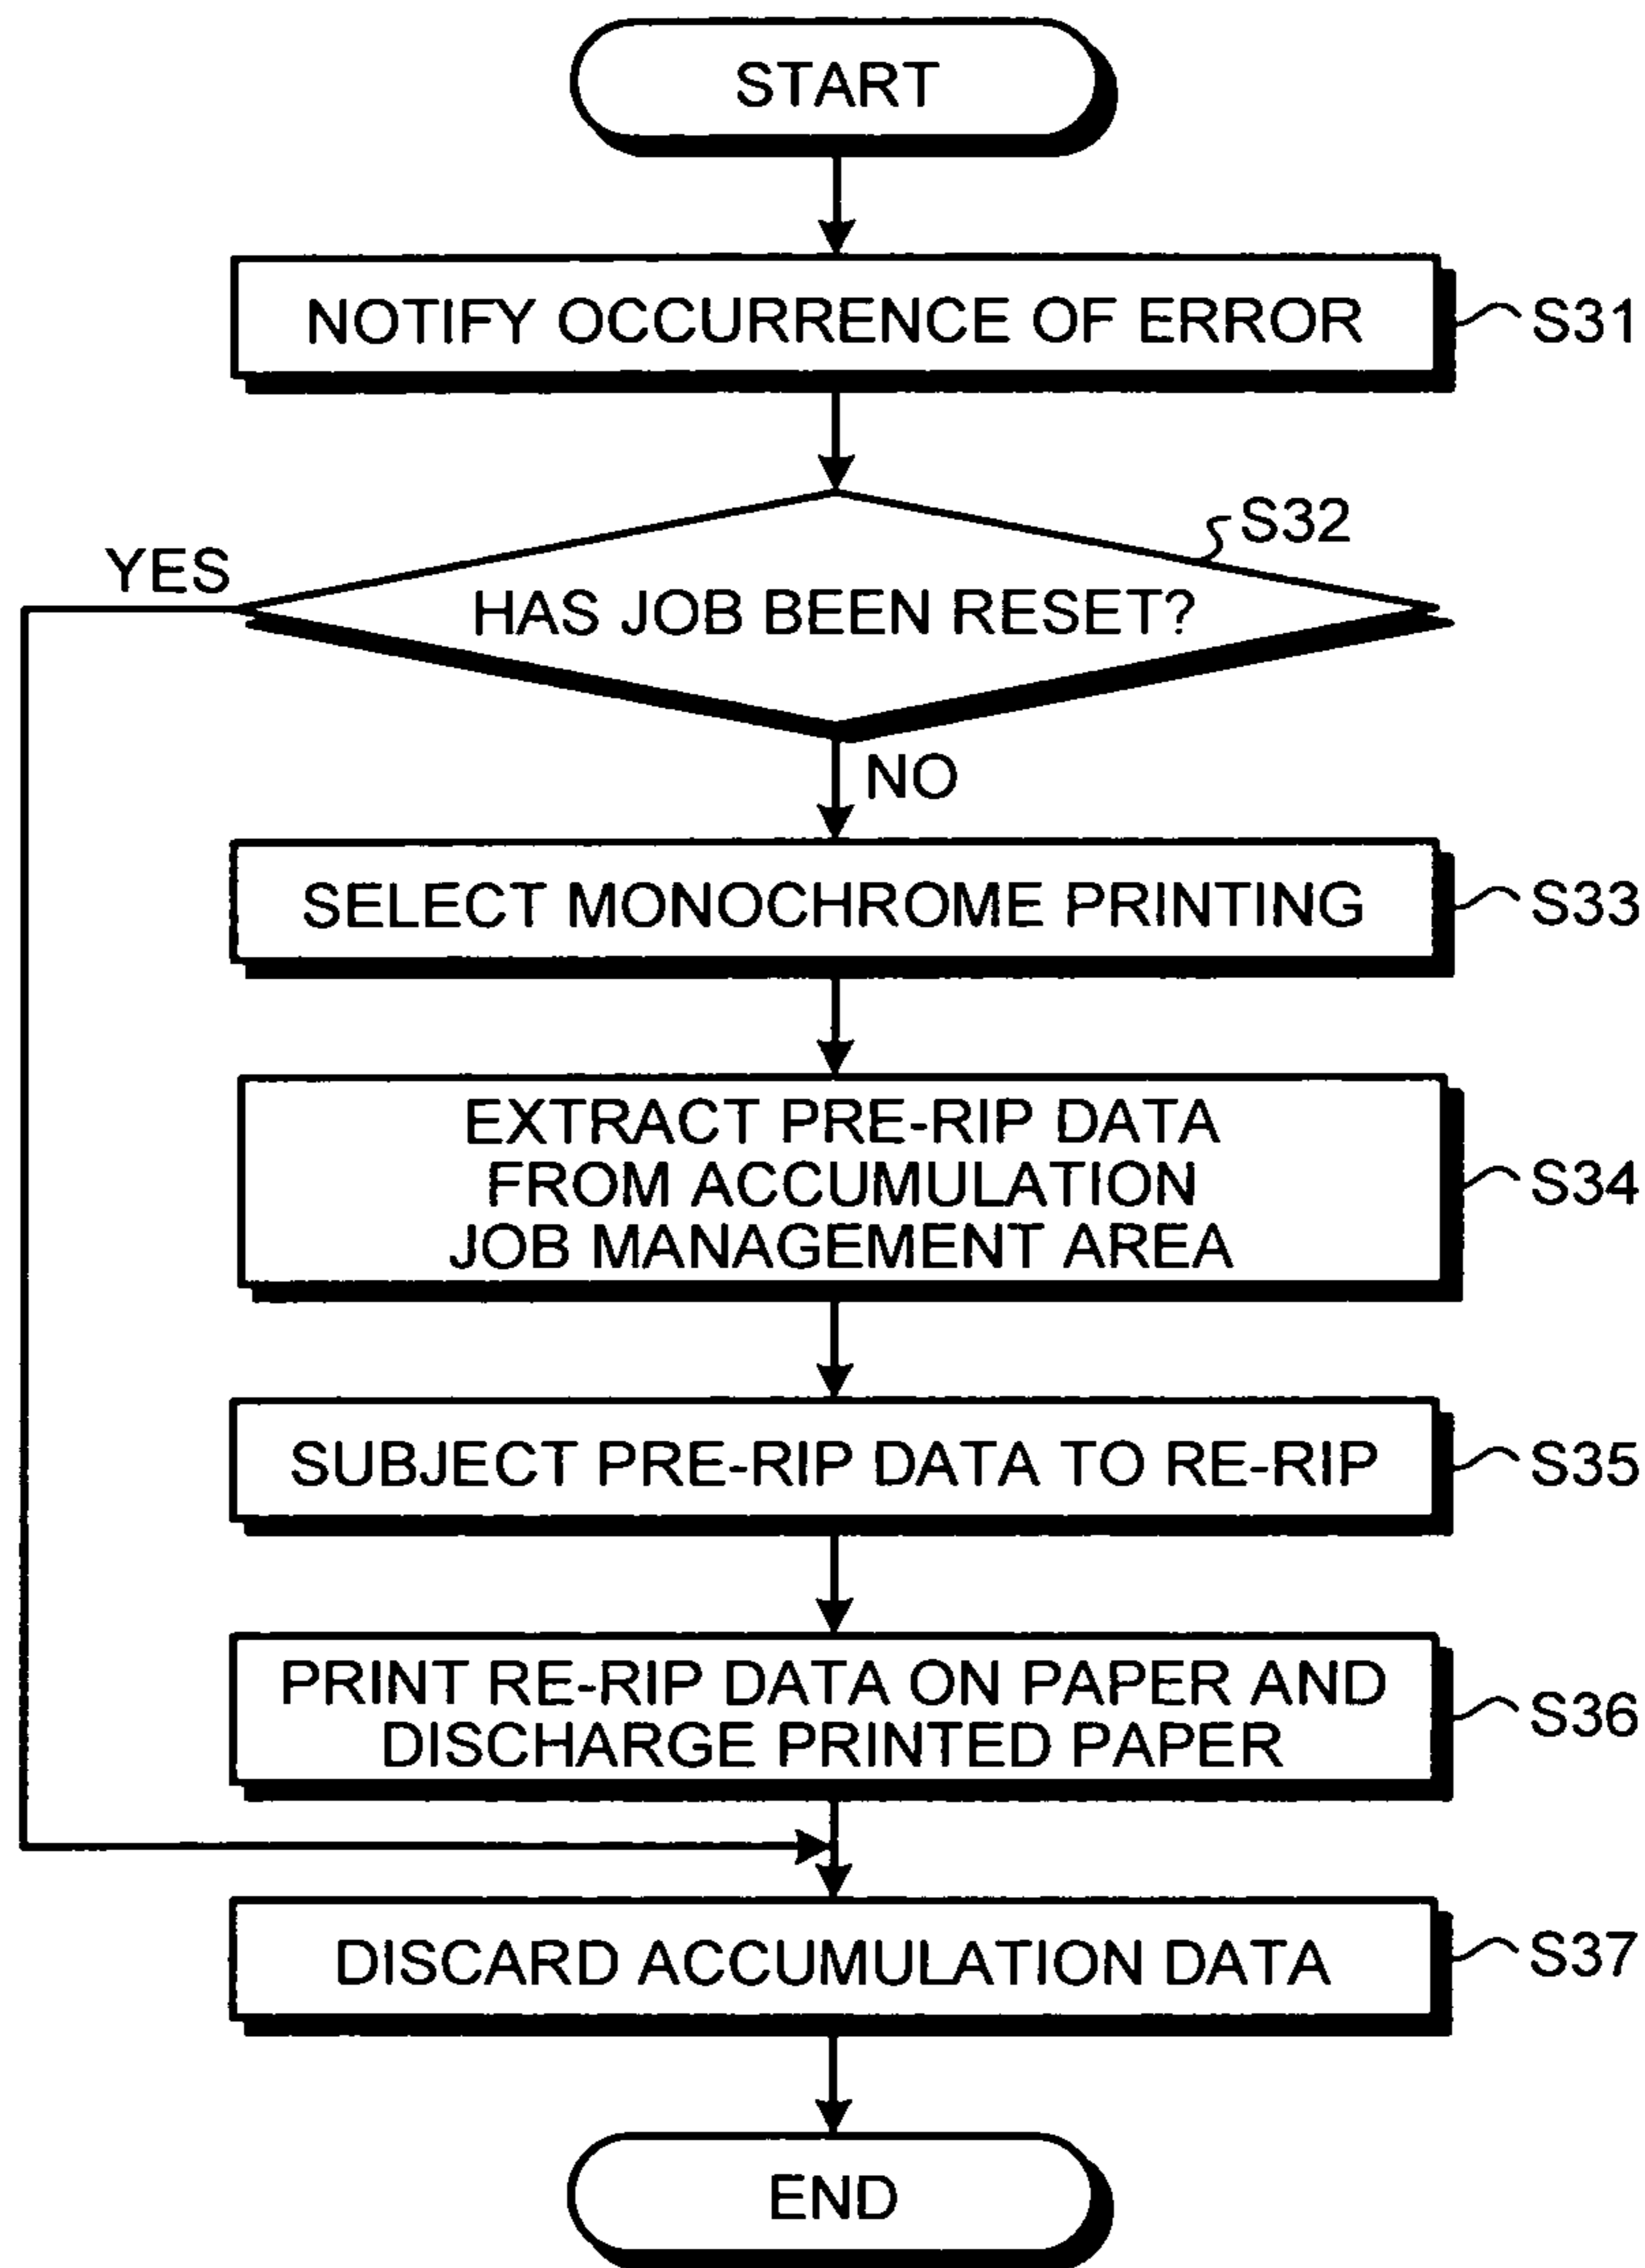 START
NOTIFY OCCURRENCE OF ERROR
S31
S32
YES
HAS JOB BEEN RESET?
NO
SELECT MONOCHROME PRINTING
S33
EXTRACT PRE-RIP DATA
FROM ACCUMULATION
JOB MANAGEMENT AREA
S34
SUBJECT PRE-RIP DATA TO RE-RIP
S35
PRINT RE-RIP DATA ON PAPER AND
DISCHARGE PRINTED PAPER
S36
DISCARD ACCUMULATION DATA
S37
END